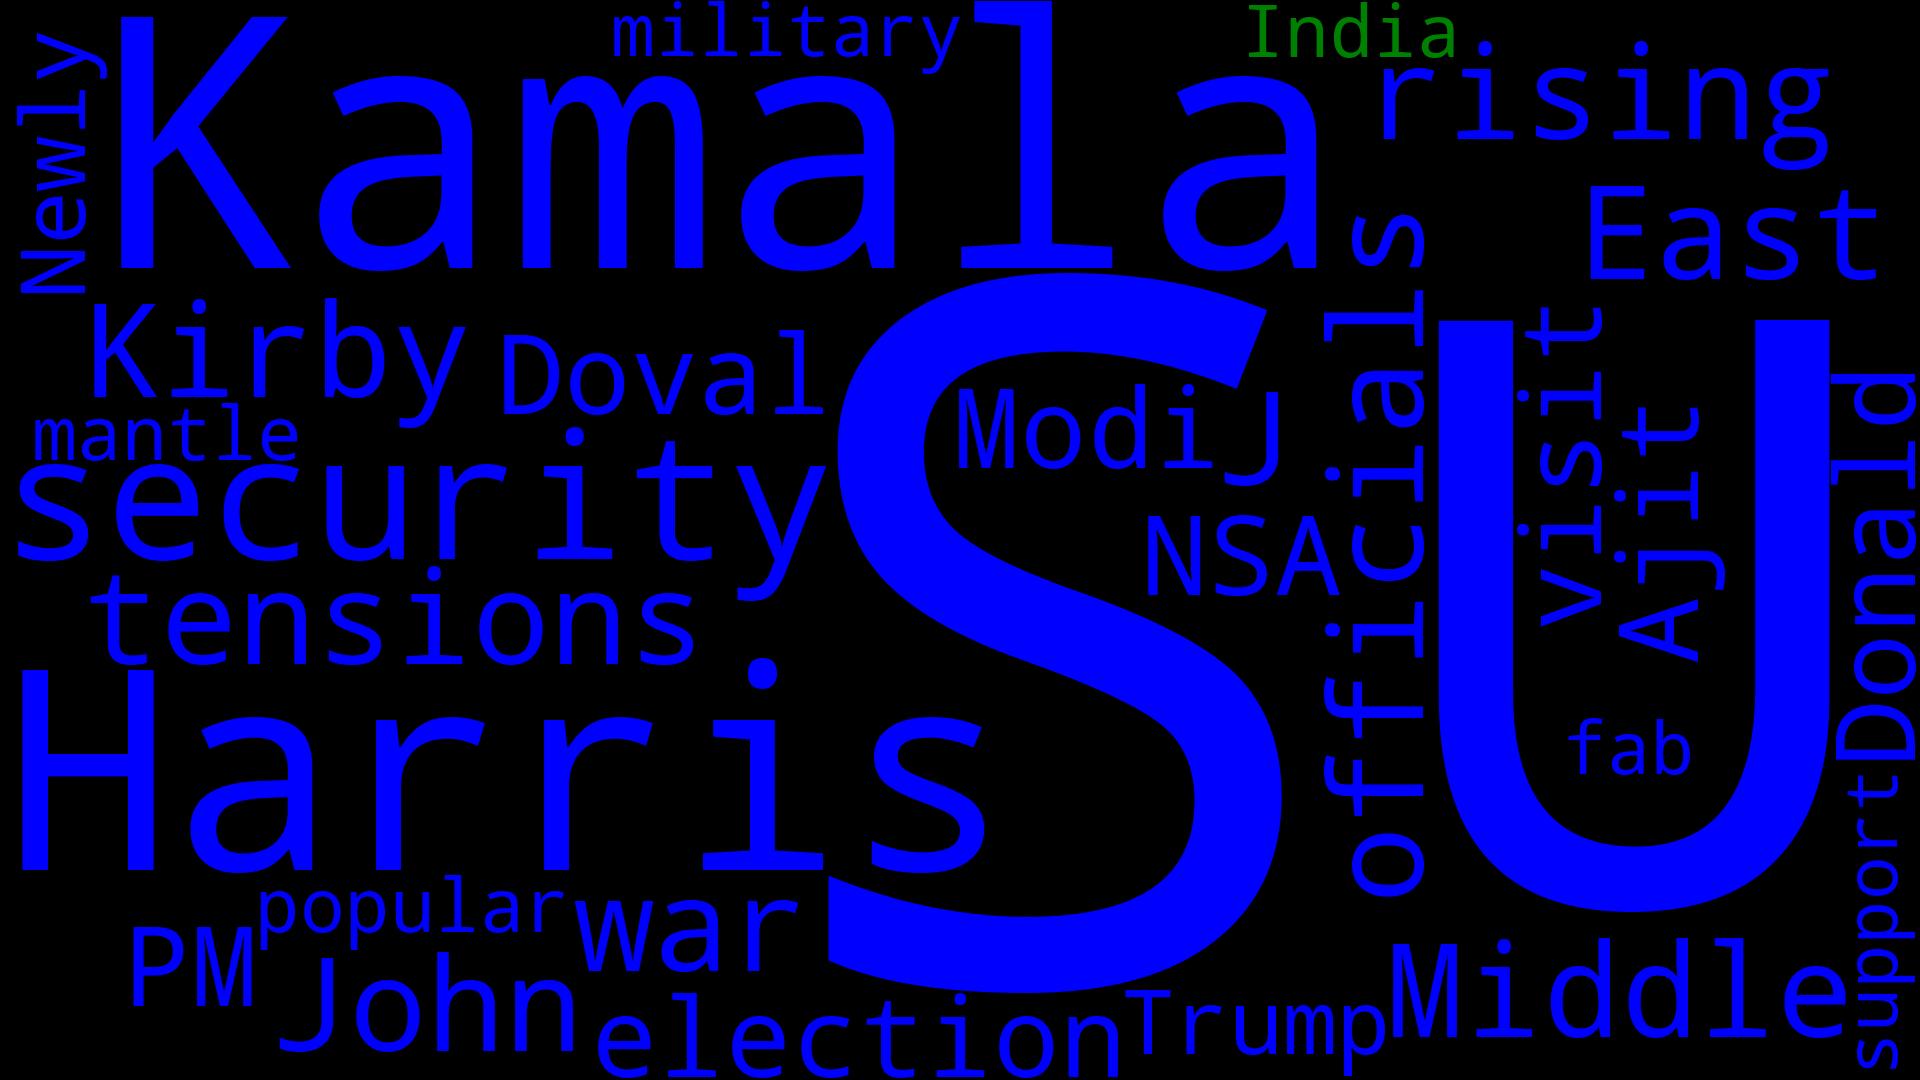 Kamala
military
India
rising
Newly
East
Kirby
Doval
S
U
ModiJ
officials
visit
Ajit
Donald
mantle
security
NSA
tensions
Harris
fab
support
popular
war
PM
John
election
Trump
Middle